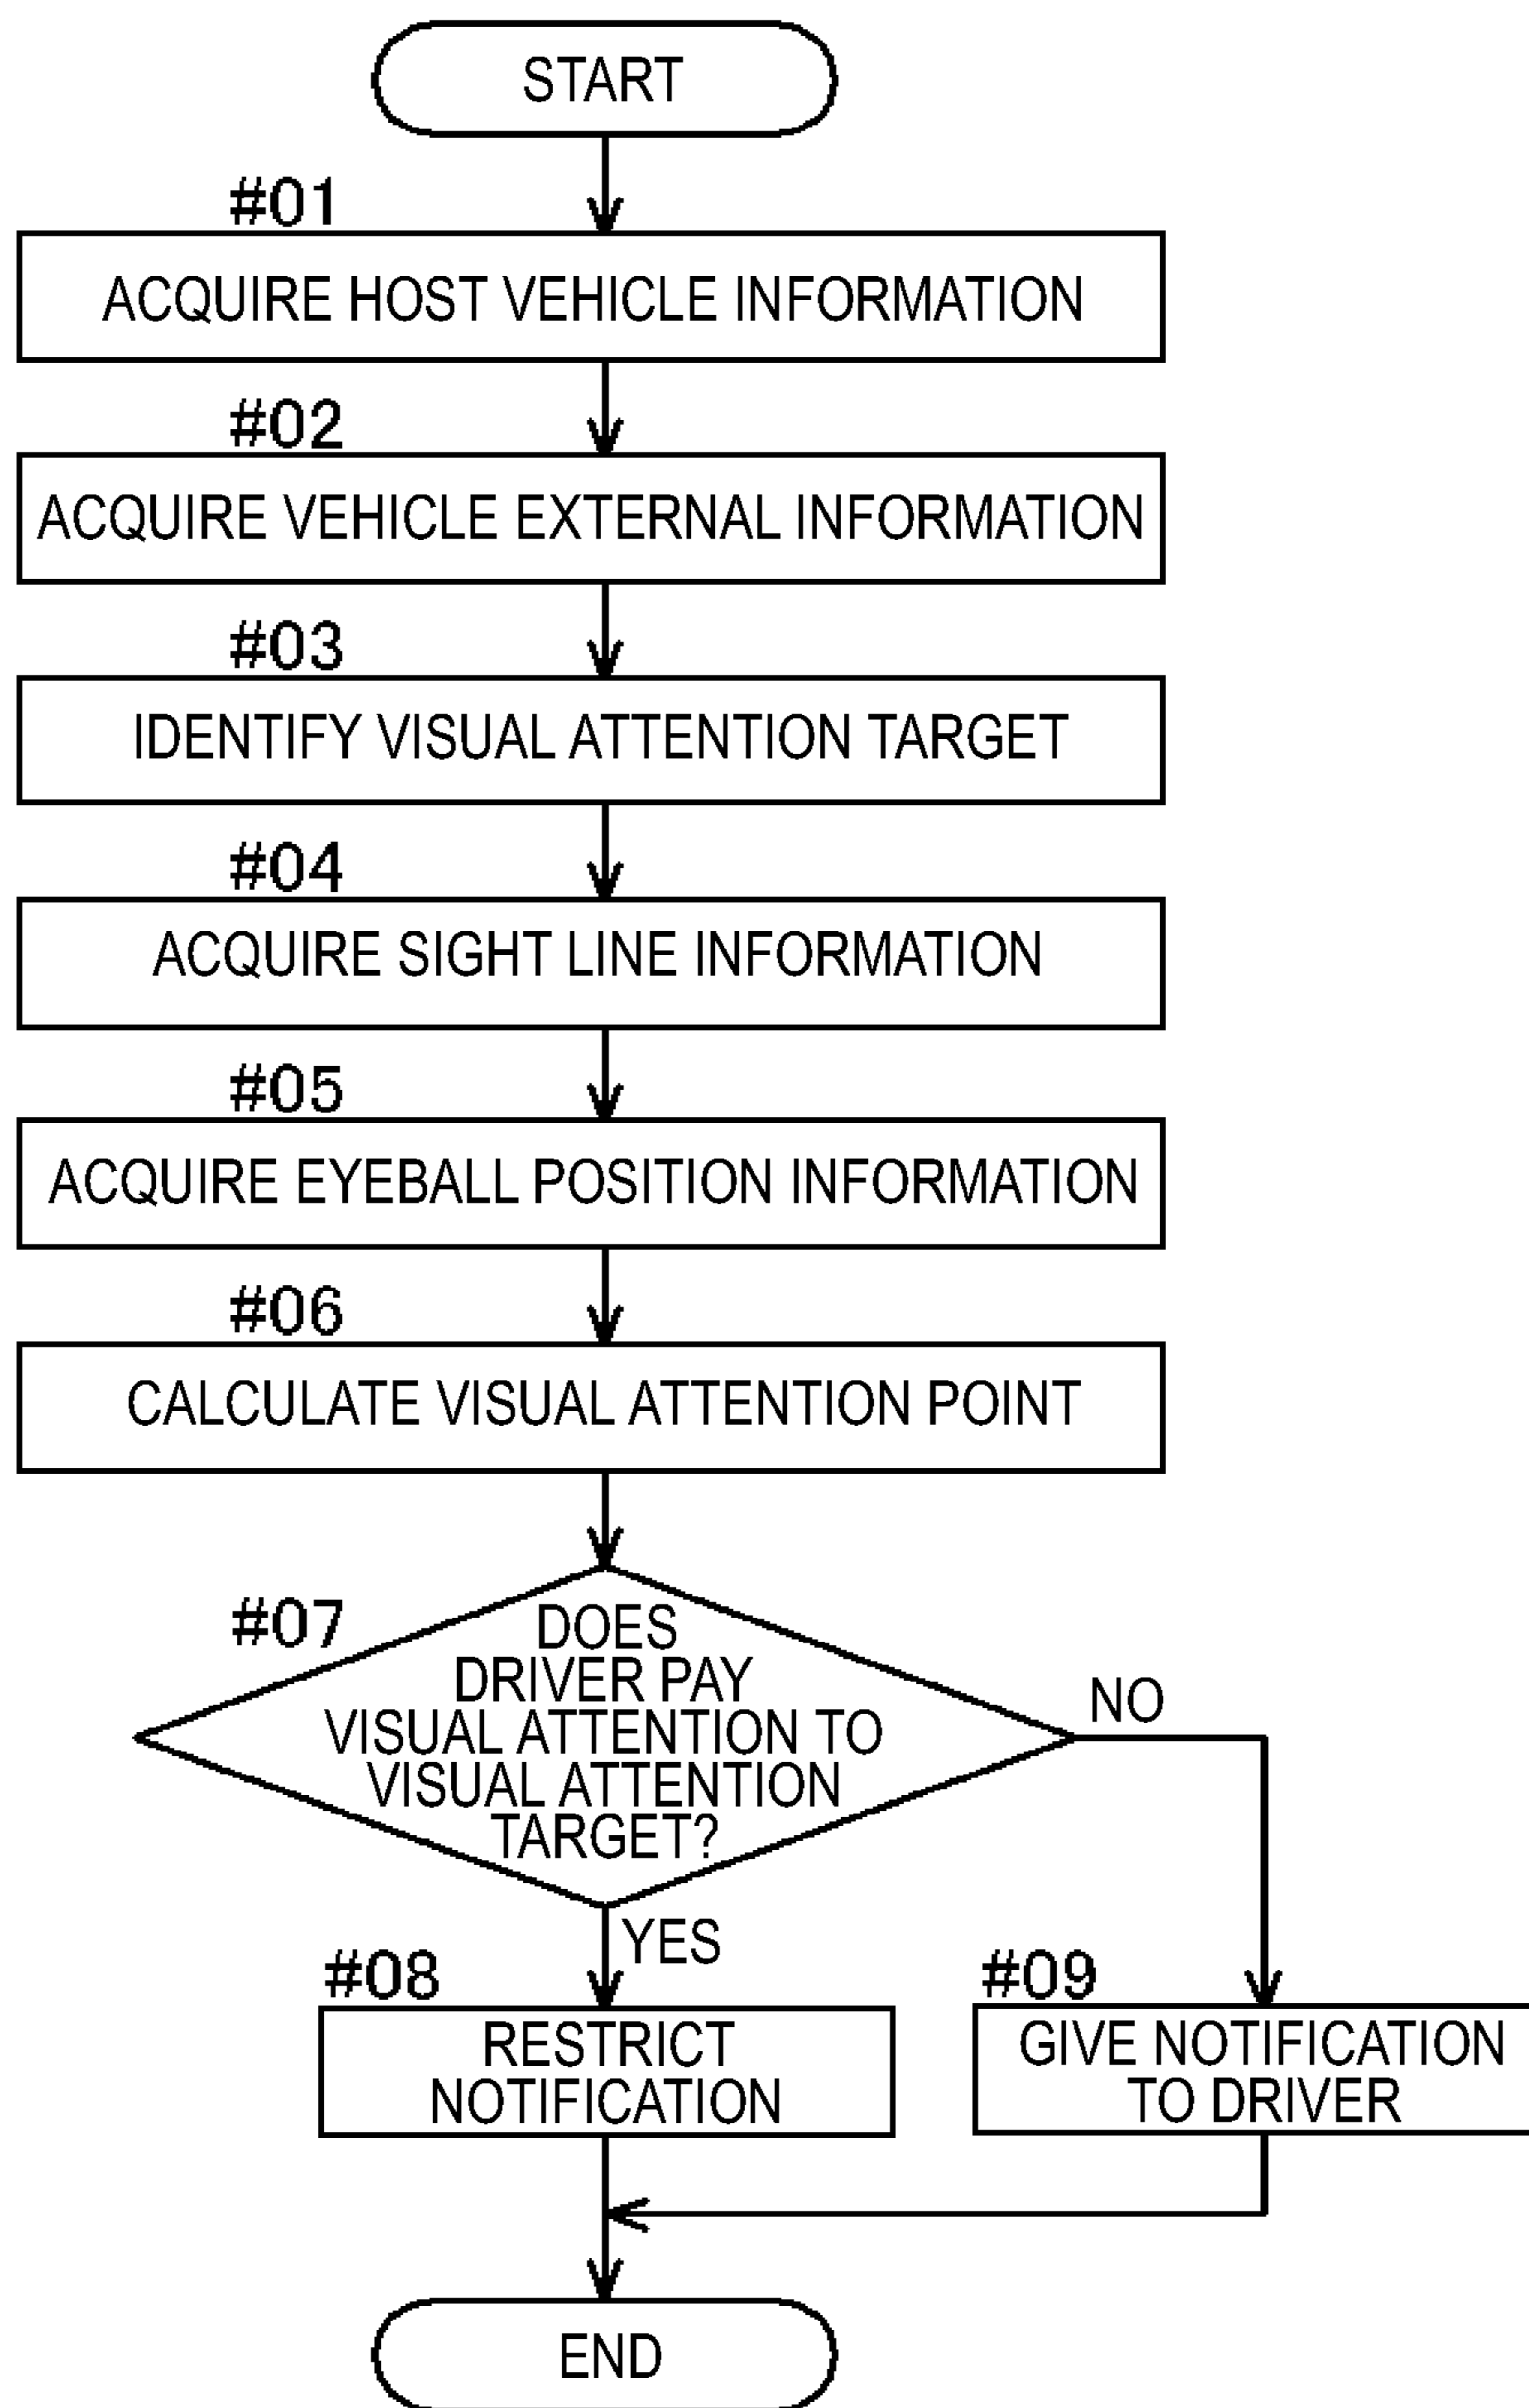 START
#01
ACQUIRE HOST VEHICLE INFORMATION
#02
ACQUIRE VEHICLE EXTERNAL INFORMATION
#03
IDENTIFY VISUAL ATTENTION TARGET
#04
ACQUIRE SIGHT LINE INFORMATION
#05
ACQUIRE EYEBALL POSITION INFORMATION
#06
CALCULATE VISUAL ATTENTION POINT
#07
DOES
DRIVER PAY
VISUAL ATTENTION TO
VISUAL ATTENTION
TARGET?
NO
YES
#08
RESTRICT
NOTIFICATION
#09
GIVE NOTIFICATION
TO DRIVER
END